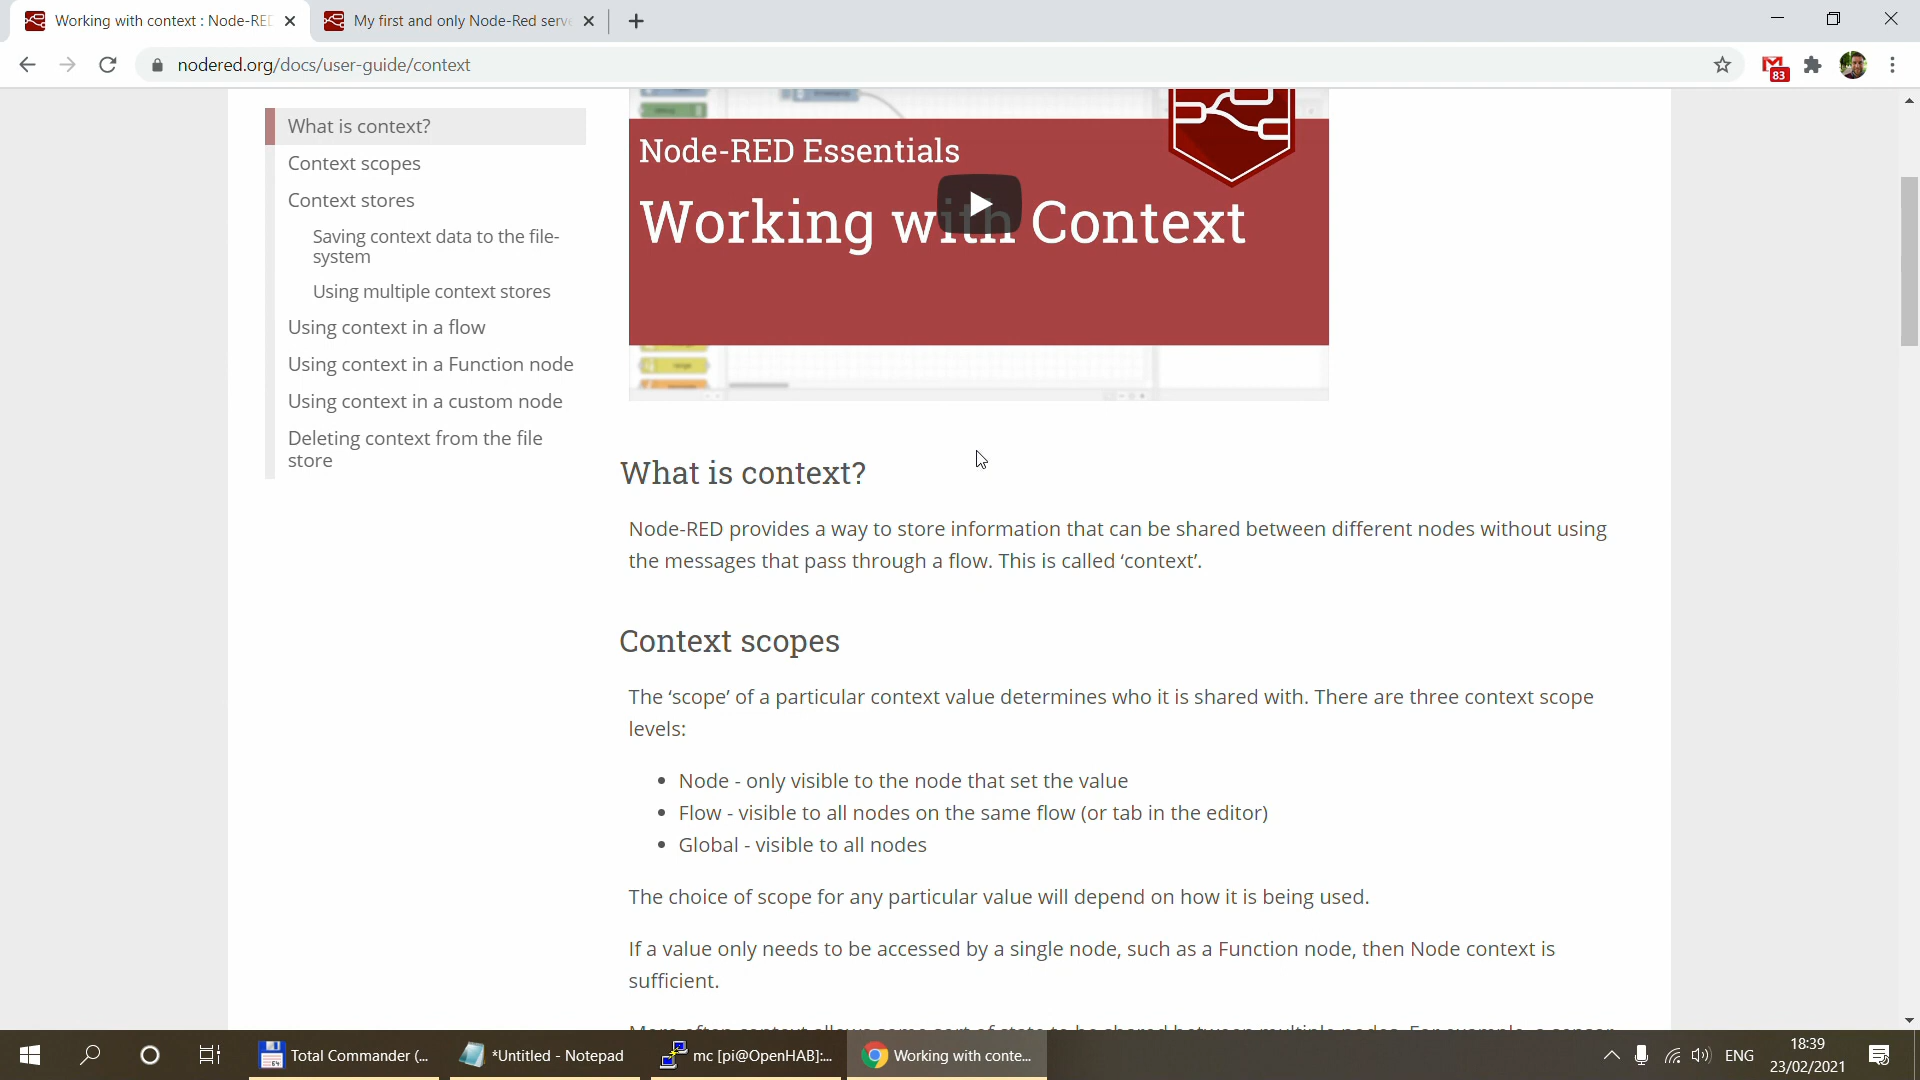 Working with context : Node-RED
My first and only Node-Red serv
nodered.org/docs/user-guide/context
83
What is context?
Context scopes
Context stores
Saving context data to the file-
system
Using multiple context stores
Using context in a flow
Using context in a Function node
Using context in a custom node
Deleting context from the file
store
Node-RED Essentials
Working with Context
What is context?
Node-RED provides a way to store information that can be shared between different nodes without using
the messages that pass through a flow. This is called ‘context’.
Context scopes
The ‘scope’ of a particular context value determines who it is shared with. There are three context scope
levels:
• Node - only visible to the node that set the value
• Flow - visible to all nodes on the same flow (or tab in the editor)
• Global - visible to all nodes
The choice of scope for any particular value will depend on how it is being used.
If a value only needs to be accessed by a single node, such as a Function node, then Node context is
sufficient.
Total Commander (...
*Untitled - Notepad
mc [pi@OpenHAB]:...
Working with conte...
ENG
18:39
23/02/2021